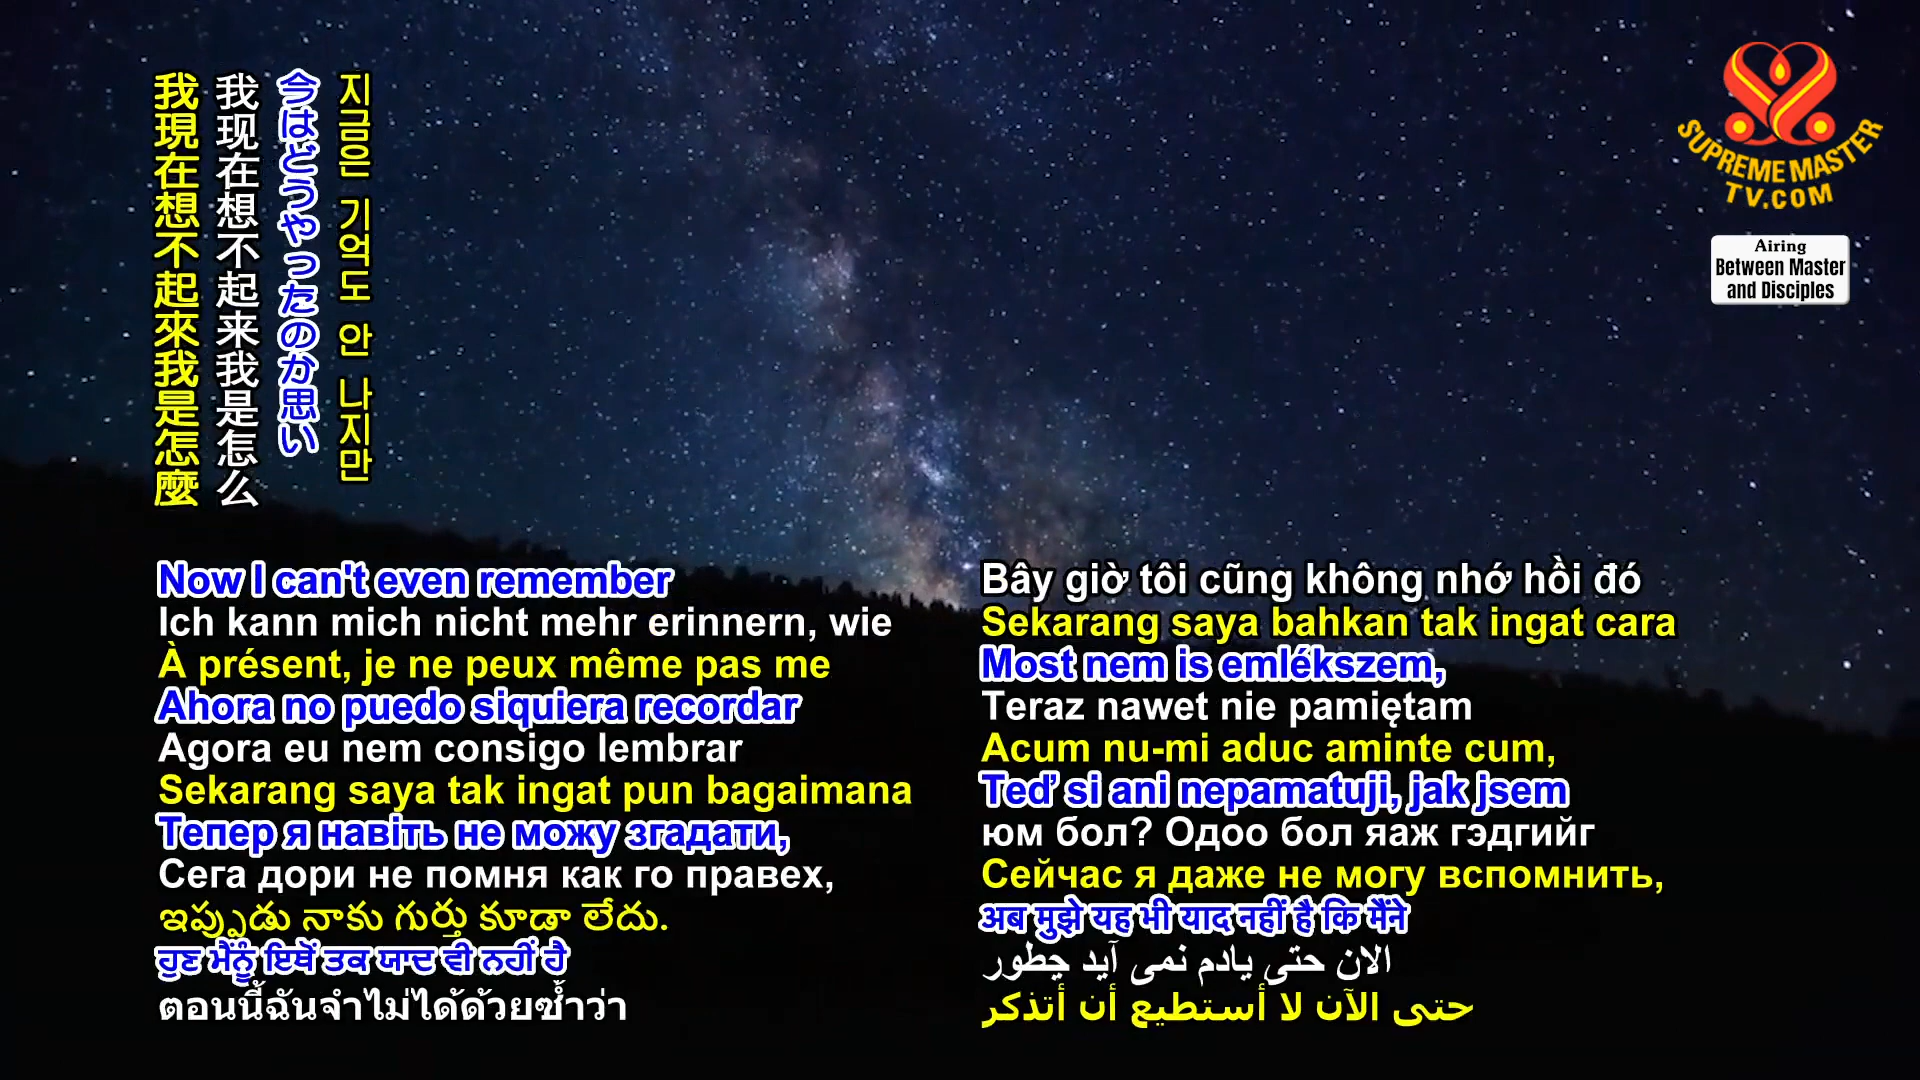 我現在想不起來我是怎麼
我现在想不起来我是怎么
今はどうやったのか思い
지금은 기억도 안 나지만
SUPREME MASTER
TV.COM
Airing
Between Master
and Disciples
Now I can't even remember
Ich kann mich nicht mehr erinnern, wie
À présent, je ne peux même pas me
Ahora no puedo siquiera recordar
Agora eu nem consigo lembrar
Sekarang saya tak ingat pun bagaimana
Тепер я навіть не можу згадати,
Сега дори не помня как го правех,
ఇప్పుడు నాకు గుర్తు కూడా లేదు.
ਹੁਣ ਮੈਨੂੰ ਇਥੋਂ ਤਕ ਯਾਦ ਵੀ ਨਹੀਂ ਹੈ
ตอนนี้ฉันจำไม่ได้ด้วยซ้ำว่า
Bây giờ tôi cũng không nhớ hồi đó
Sekarang saya bahkan tak ingat cara
Most nem is emlékszem,
Teraz nawet nie pamiętam
Acum nu-mi aduc aminte cum,
Teď si ani nepamatuji, jak jsem
юм бол? Одоо бол яаж гэдгийг
Сейчас я даже не могу вспомнить,
अब मुझे यह भी याद नहीं है कि मैंने
الان حتی یادم نمی آید چطور
حتى الآن لا أستطيع أن أتذكر